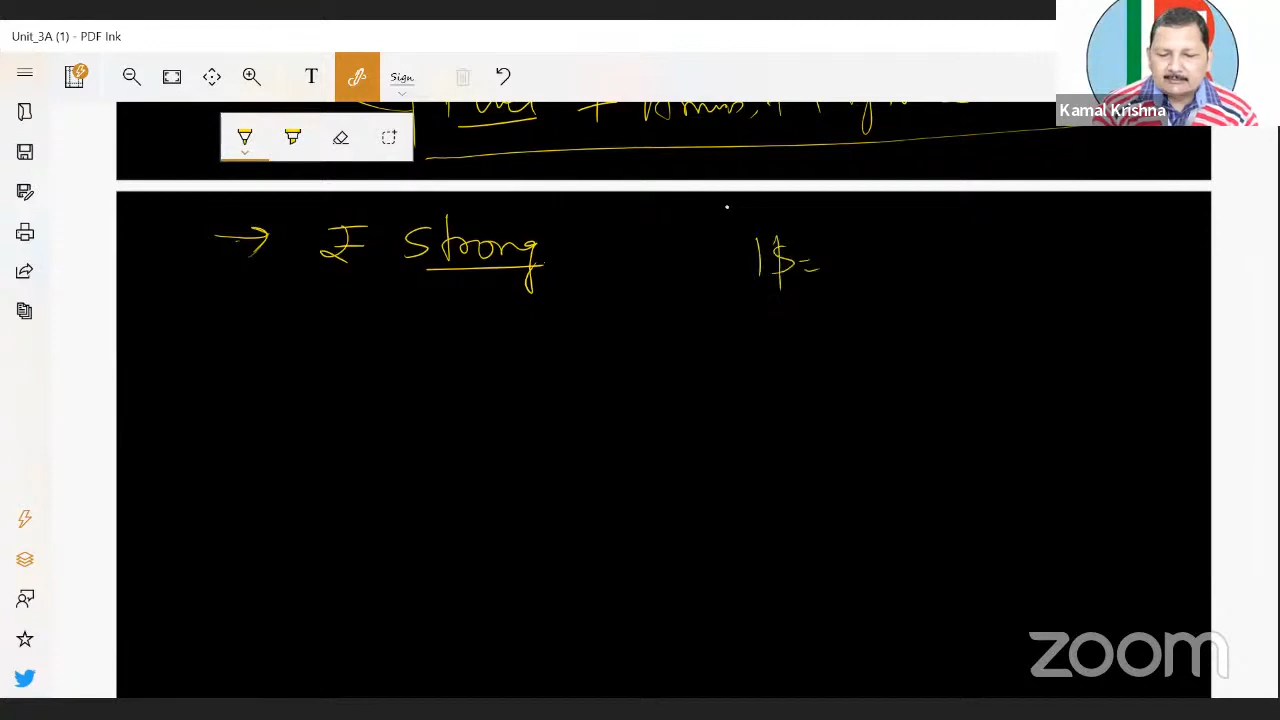 Unit_3A (1) - PDF Ink
T
Sign
Kamal Krishna
→ ₹ Strong
1$=
zoom